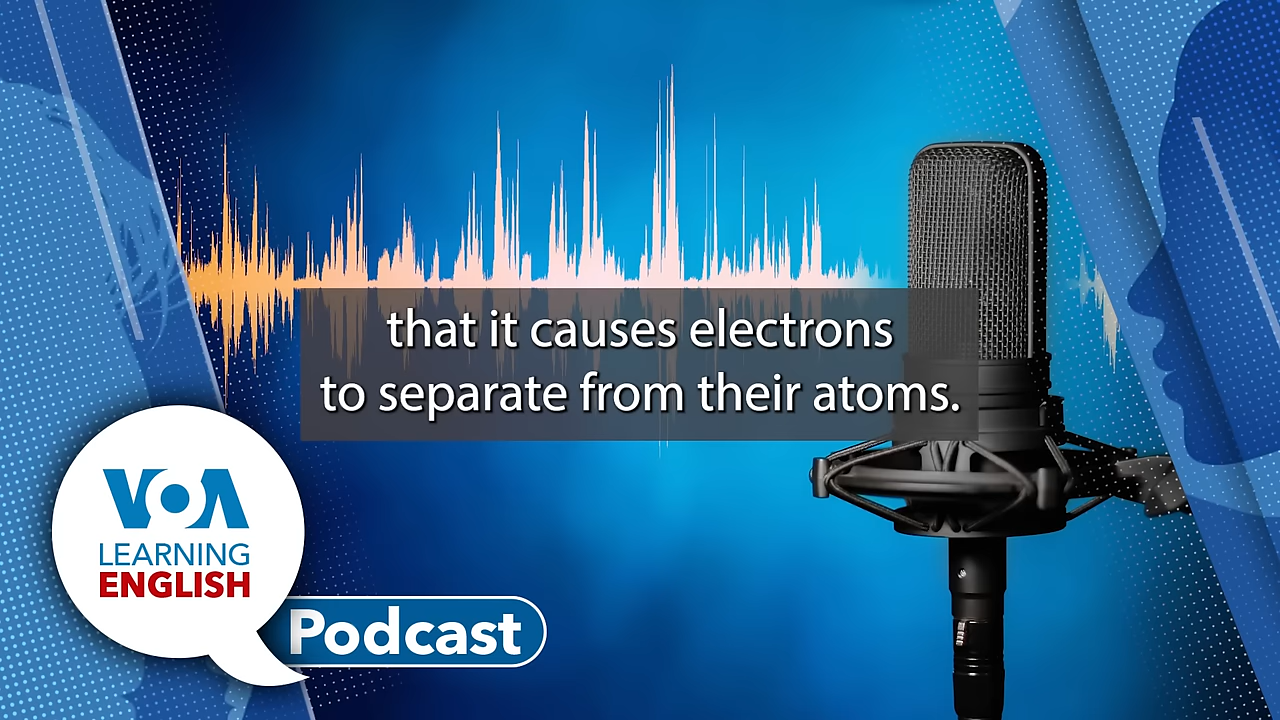 that it causes electrons
to separate from their atoms.
VOA
LEARNING
ENGLISH
Podcast